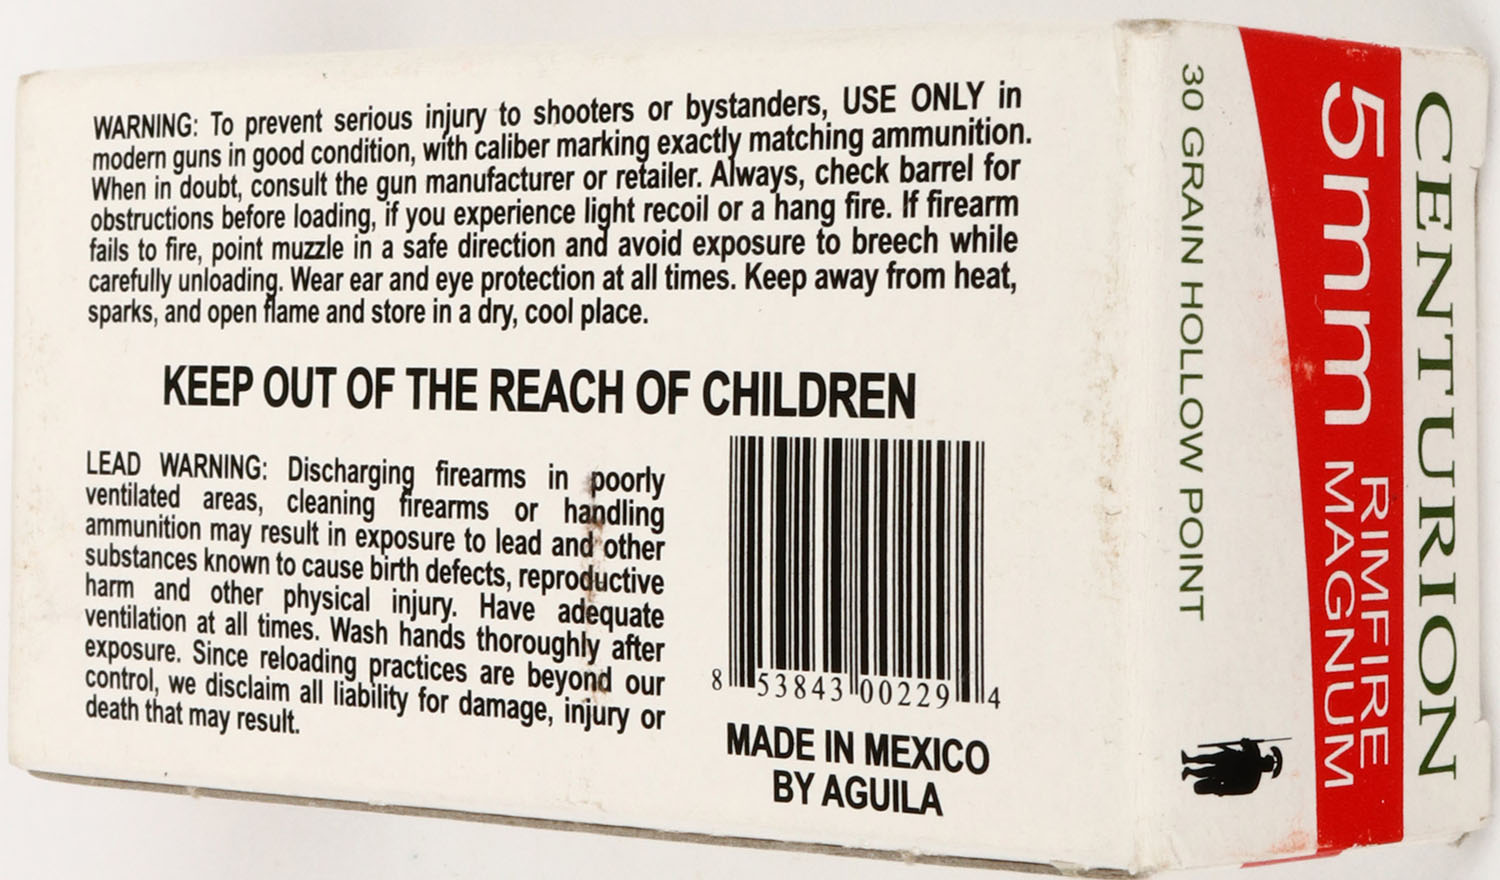 WARNING: To prevent serious injury to shooters or bystanders, USE ONLY in
modern guns in good condition, with caliber marking exactly matching ammunition.
When in doubt, consult the gun manufacturer or retailer. Always, check barrel for
obstructions before loading, if you experience light recoil or a hang fire. If firearm
fails to fire, point muzzle in a safe direction and avoid exposure to breech while
carefully unloading. Wear ear and eye protection at all times. Keep away from heat,
sparks, and open flame and store in a dry, cool place.
KEEP OUT OF THE REACH OF CHILDREN
LEAD WARNING: Discharging firearms in poorly
ventilated areas, cleaning firearms or handling
ammunition may result in exposure to lead and other
substances known to cause birth defects, reproductive
harm and other physical injury. Have adequate
ventilation at all times. Wash hands thoroughly after
exposure. Since reloading practices are beyond our
control, we disclaim all liability for damage, injury or
death that may result.
8 53843 00229 4
MADE IN MEXICO
BY AGUILA
CENTURION
5mm RIMFIRE
MAGNUM
30 GRAIN HOLLOW POINT